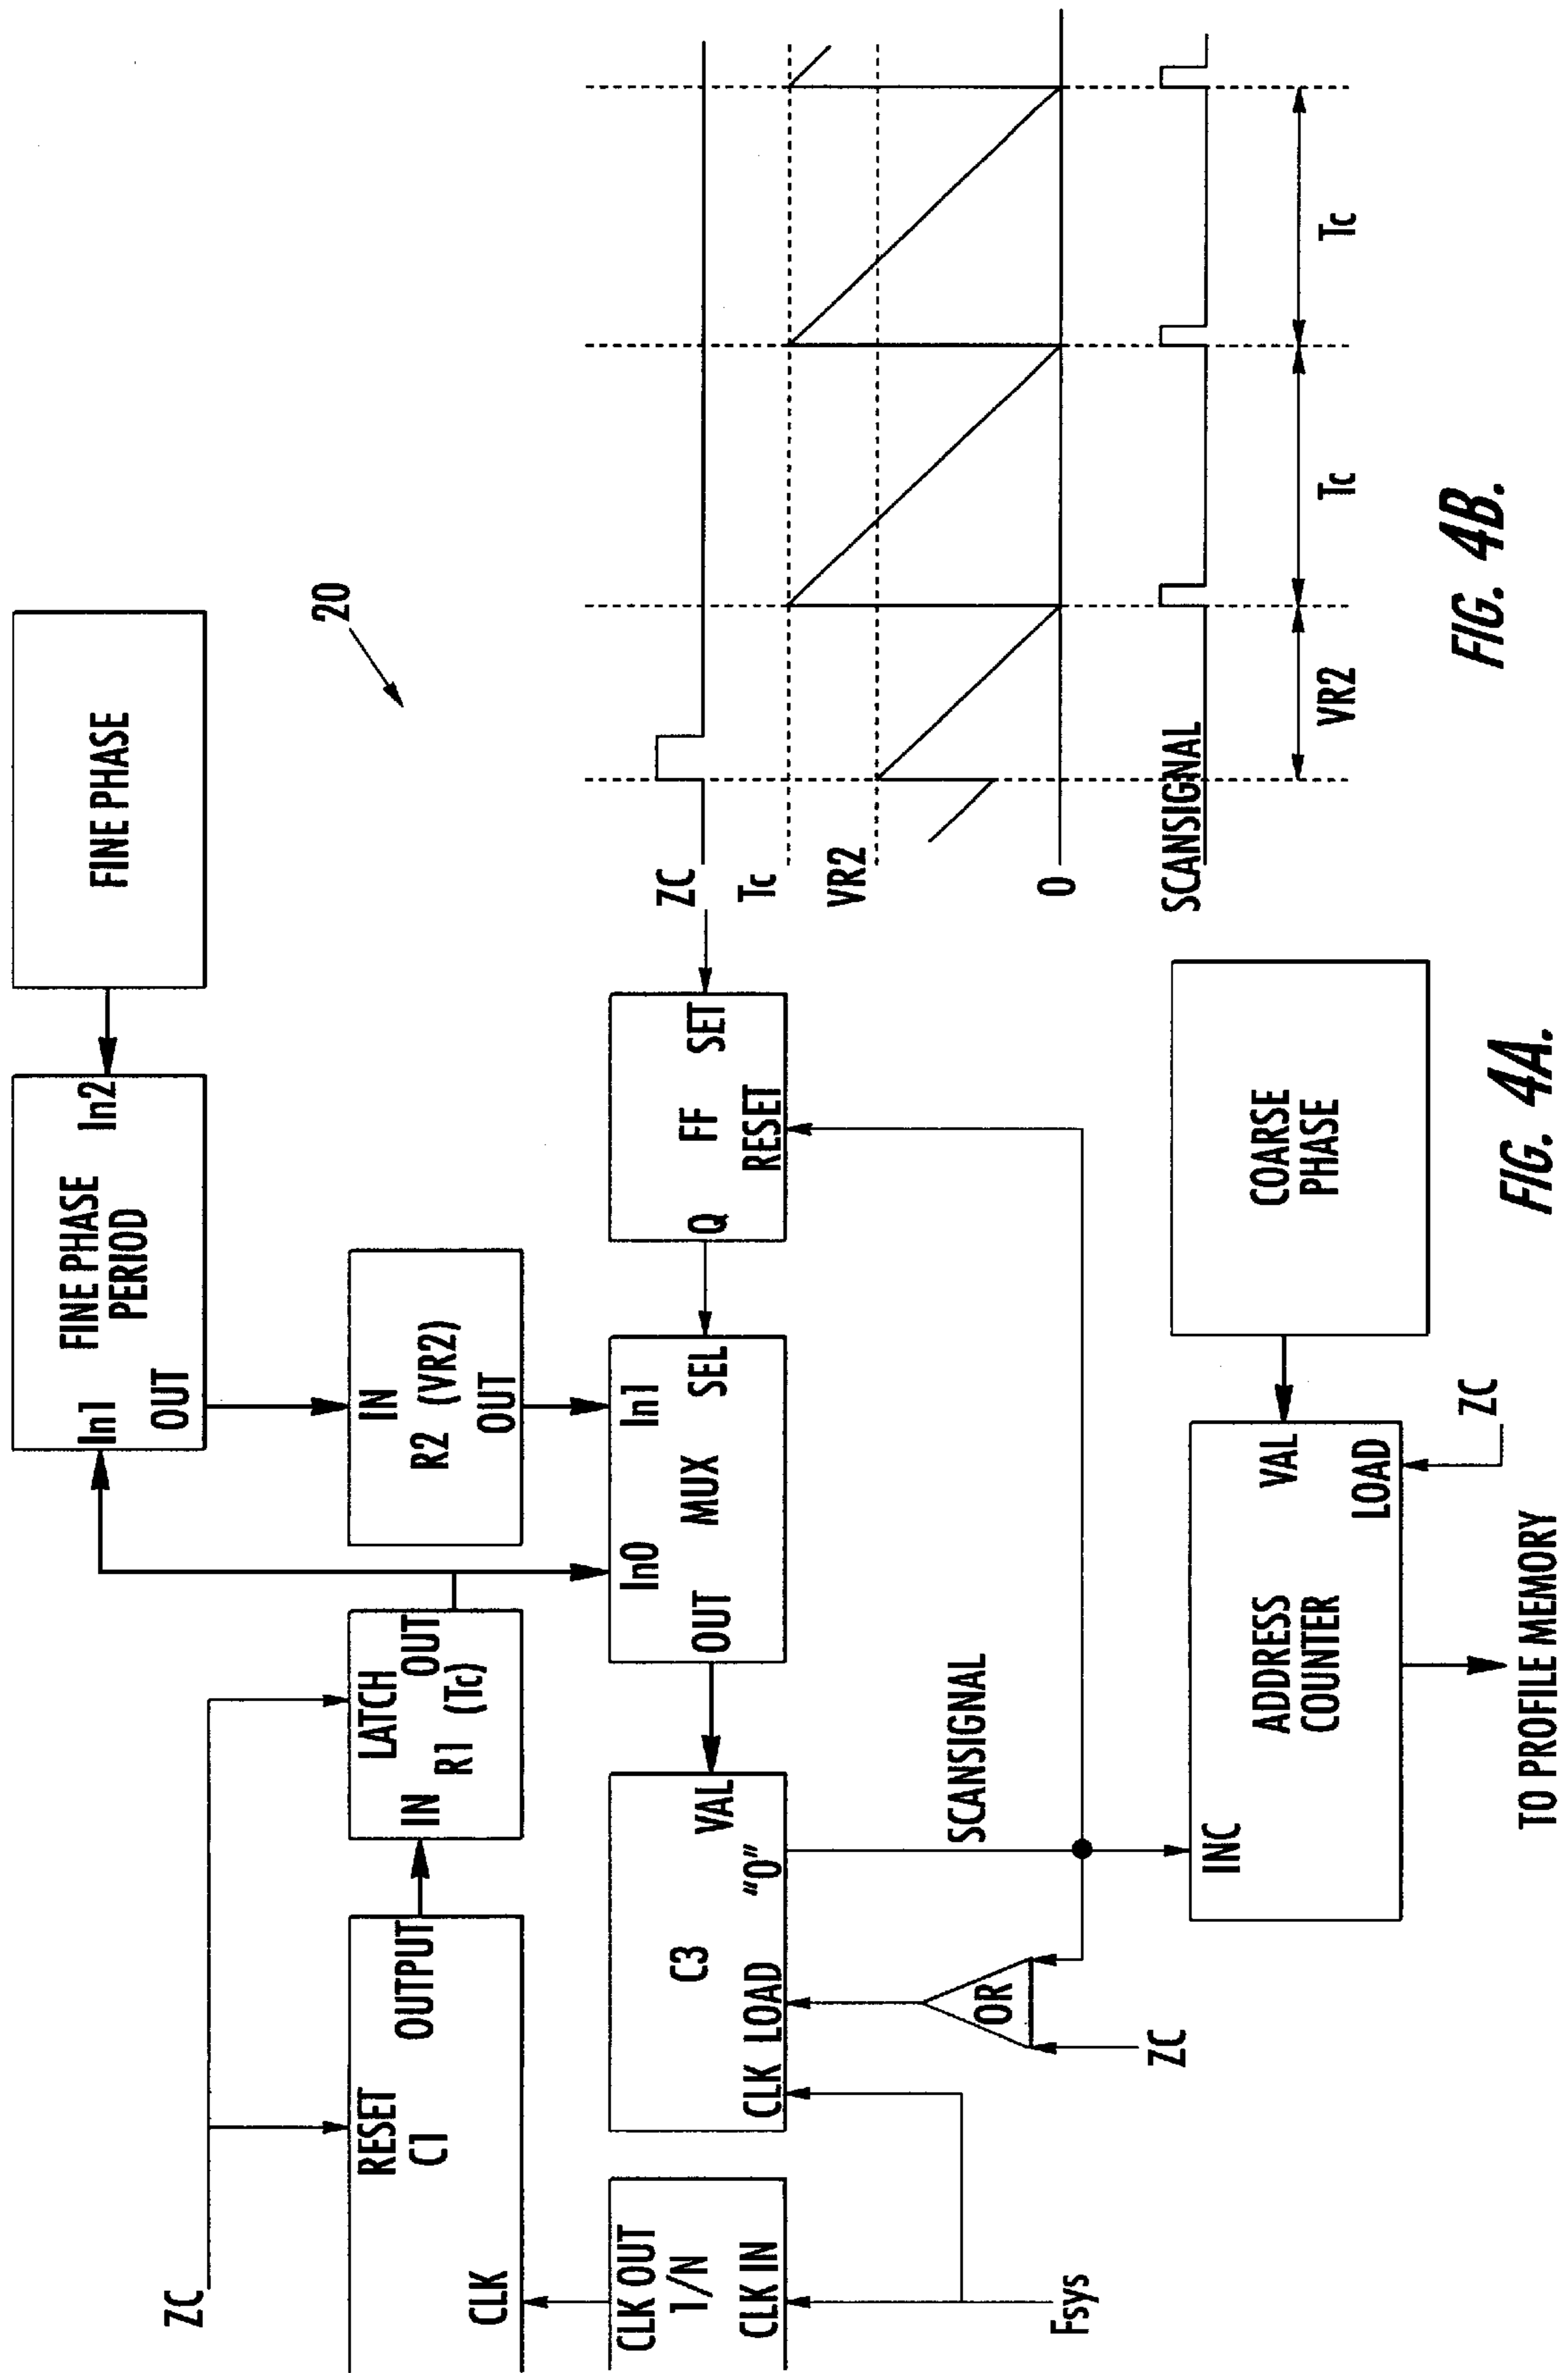 ZC
RESET
C1
OUTPUT
CLK
CLK OUT
1/N
CLK IN
Fsys
LATCH
IN
OUT
R1 (Tc)
FINE PHASE
PERIOD
In1
In2
OUT
FINE PHASE
IN
R2 (VR2)
OUT
20
In0
In1
MUX
OUT
SEL
Q
FF
SET
RESET
ZC
C3
VAL
"0"
CLK
LOAD
OR
ZC
SCANSIGNAL
INC
ADDRESS
COUNTER
VAL
LOAD
ZC
TO PROFILE MEMORY
COARSE
PHASE
FIG. 4A.
Tc
VR2
0
SCANSIGNAL
VR2
Tc
Tc
FIG. 4B.